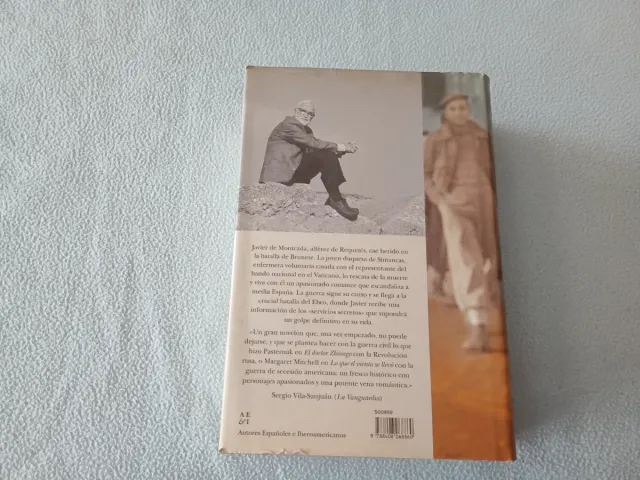 Javier de Montcada, alférez de Requetés, cae herido en
la batalla de Brunete. La joven duquesa de Simancas,
enfermera voluntaria casada con el representante del
bando nacional en el Vaticano, lo rescata de la muerte
y vive con él un apasionado romance que escandaliza a
media España. La guerra sigue su curso y se llega a la
crucial batalla del Ebro, donde Javier recibe una
información de los «servicios secretos» que supondrá
un golpe definitivo en su vida.
«Un gran novelón que, una vez empezado, no puede
dejarse, y que se plantea hacer con la guerra civil lo que
hizo Pasternak en El doctor Zhivago con la Revolución
rusa, o Margaret Mitchell en Lo que el viento se llevó con la
guerra de secesión americana: un fresco histórico con
personajes apasionados y una potente vena romántica.»
Sergio Vila-Sanjuán (La Vanguardia)
A E
& I
Autores Españoles e Iberoamericanos